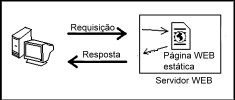 Requisição
Resposta
Página WEB
estática
Servidor WEB